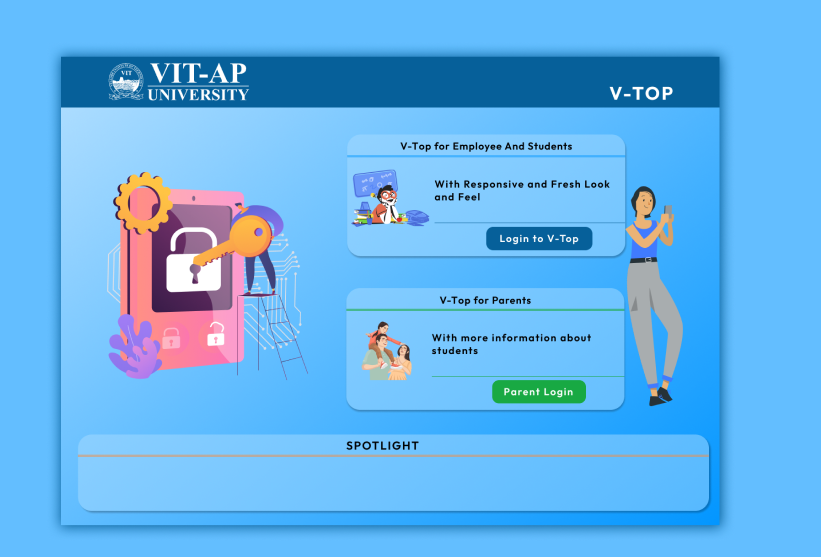 VIT
VIT-AP
UNIVERSITY
V-TOP
V-Top for Employee And Students
With Responsive and Fresh Look
and Feel
Login to V-Top
V-Top for Parents
With more information about
students
Parent Login
SPOTLIGHT